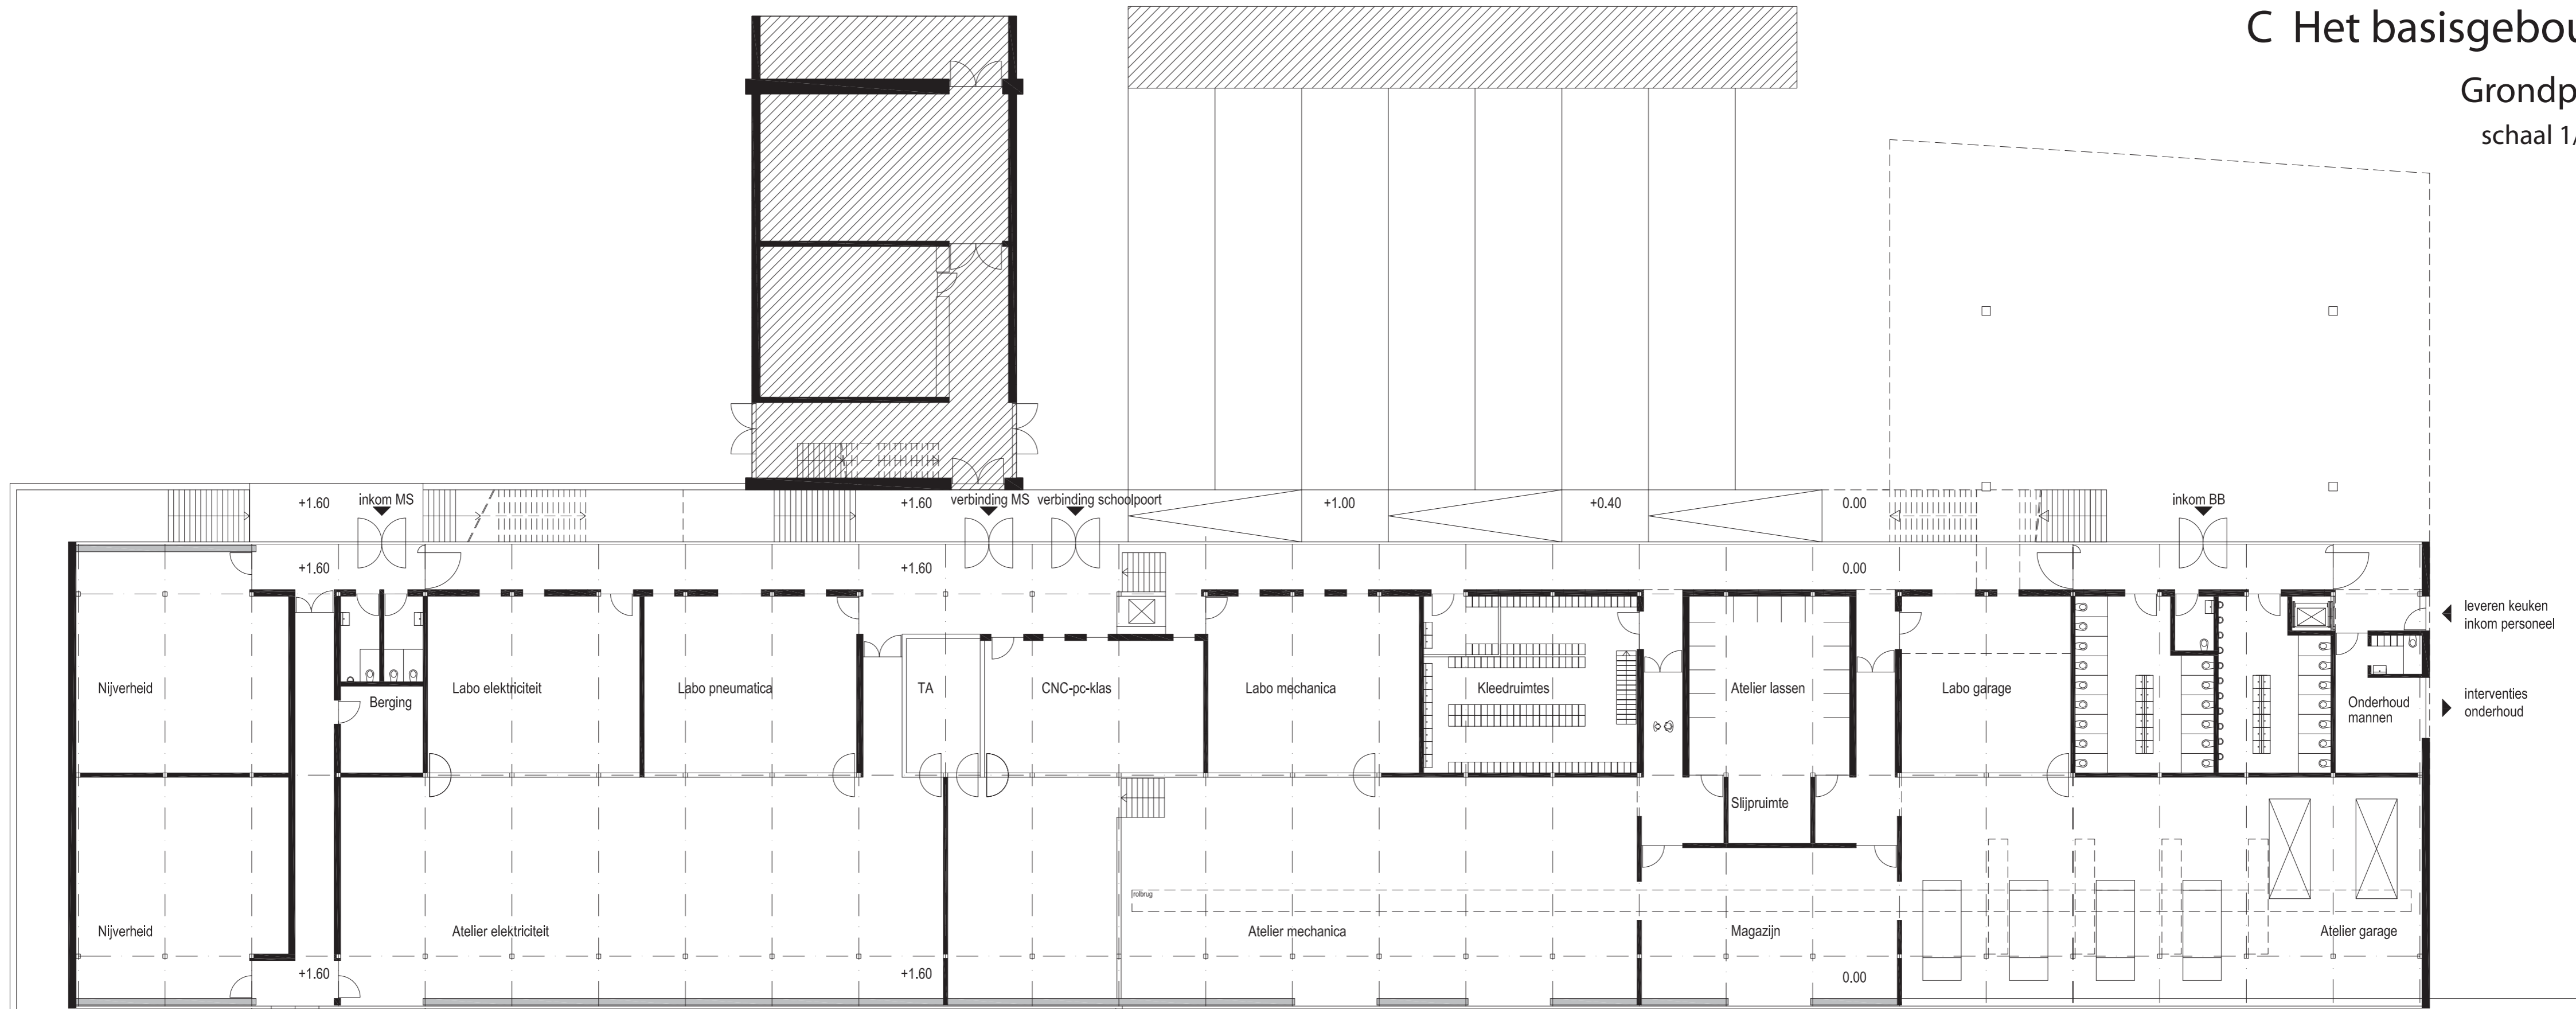 C Het basisgebou
Grondp
schaal 1/
+1.60
inkom MS
+1.60
verbinding MS
verbinding schoolpoort
+1.00
+0.40
0.00
inkom BB
+1.60
+1.60
0.00
leveren keuken
inkom personeel
Nijverheid
Berging
Labo elektriciteit
Labo pneumatica
TA
CNC-pc-klas
Labo mechanica
Kleedruimtes
Atelier lassen
Labo garage
Onderhoud
mannen
interventies
onderhoud
Slijpruimte
rolbrug
Nijverheid
Atelier elektriciteit
Atelier mechanica
Magazijn
Atelier garage
+1.60
+1.60
0.00